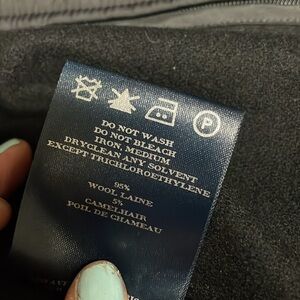 P
DO NOT WASH
DO NOT BLEACH
IRON, MEDIUM
DRYCLEAN ANY SOLVENT
EXCEPT TRICHLOROETHYLENE
95%
WOOL LAINE
5%
CAMELHAIR
POIL DE CHAMEAU